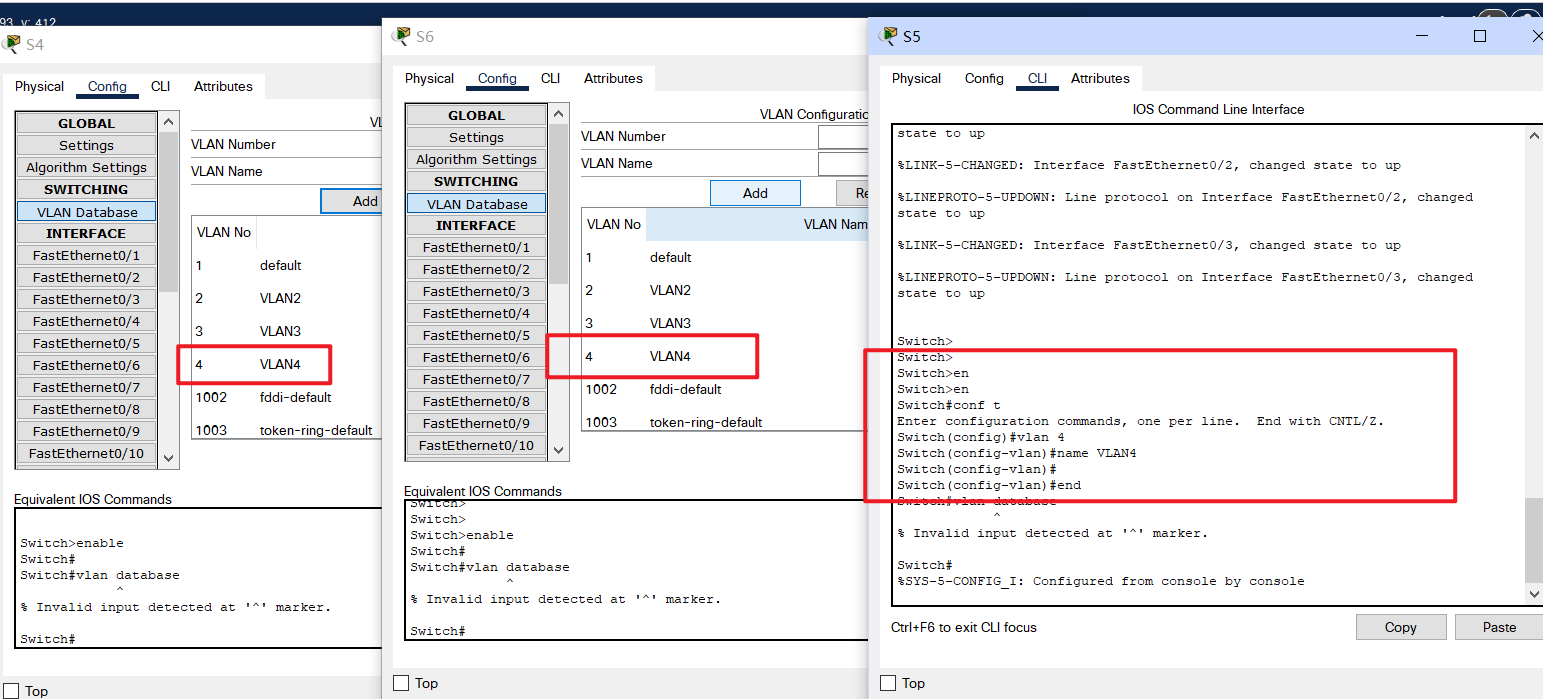 93, y: 412
S4
Physical Config CLI Attributes
GLOBAL
Settings
Algorithm Settings
SWITCHING
VLAN Database
INTERFACE
FastEthernet0/1
FastEthernet0/2
FastEthernet0/3
FastEthernet0/4
FastEthernet0/5
FastEthernet0/6
FastEthernet0/7
FastEthernet0/8
FastEthernet0/9
FastEthernet0/10
VL
VLAN Number
VLAN Name
Add
VLAN No
1 default
2 VLAN2
3 VLAN3
4 VLAN4
1002 fddi-default
1003 token-ring-default
Equivalent IOS Commands
Switch>enable
Switch#
Switch#vlan database
^
% Invalid input detected at '^' marker.
Switch#
Top
S6
Physical Config CLI Attributes
GLOBAL
Settings
Algorithm Settings
SWITCHING
VLAN Database
INTERFACE
FastEthernet0/1
FastEthernet0/2
FastEthernet0/3
FastEthernet0/4
FastEthernet0/5
FastEthernet0/6
FastEthernet0/7
FastEthernet0/8
FastEthernet0/9
FastEthernet0/10
VLAN Configuratio
VLAN Number
VLAN Name
Add Re
VLAN No VLAN Nam
1 default
2 VLAN2
3 VLAN3
4 VLAN4
1002 fddi-default
1003 token-ring-default
Equivalent IOS Commands
Switch>
Switch>
Switch>enable
Switch#
Switch#vlan database
^
% Invalid input detected at '^' marker.
Switch#
Top
S5
Physical Config CLI Attributes
IOS Command Line Interface
state to up
%LINK-5-CHANGED: Interface FastEthernet0/2, changed state to up
%LINEPROTO-5-UPDOWN: Line protocol on Interface FastEthernet0/2, changed
state to up
%LINK-5-CHANGED: Interface FastEthernet0/3, changed state to up
%LINEPROTO-5-UPDOWN: Line protocol on Interface FastEthernet0/3, changed
state to up
Switch>
Switch>
Switch>en
Switch>en
Switch#conf t
Enter configuration commands, one per line. End with CNTL/Z.
Switch(config)#vlan 4
Switch(config-vlan)#name VLAN4
Switch(config-vlan)#
Switch(config-vlan)#end
Switch#vlan database
^
% Invalid input detected at '^' marker.
Switch#
%SYS-5-CONFIG_I: Configured from console by console
Ctrl+F6 to exit CLI focus
Copy Paste
Top